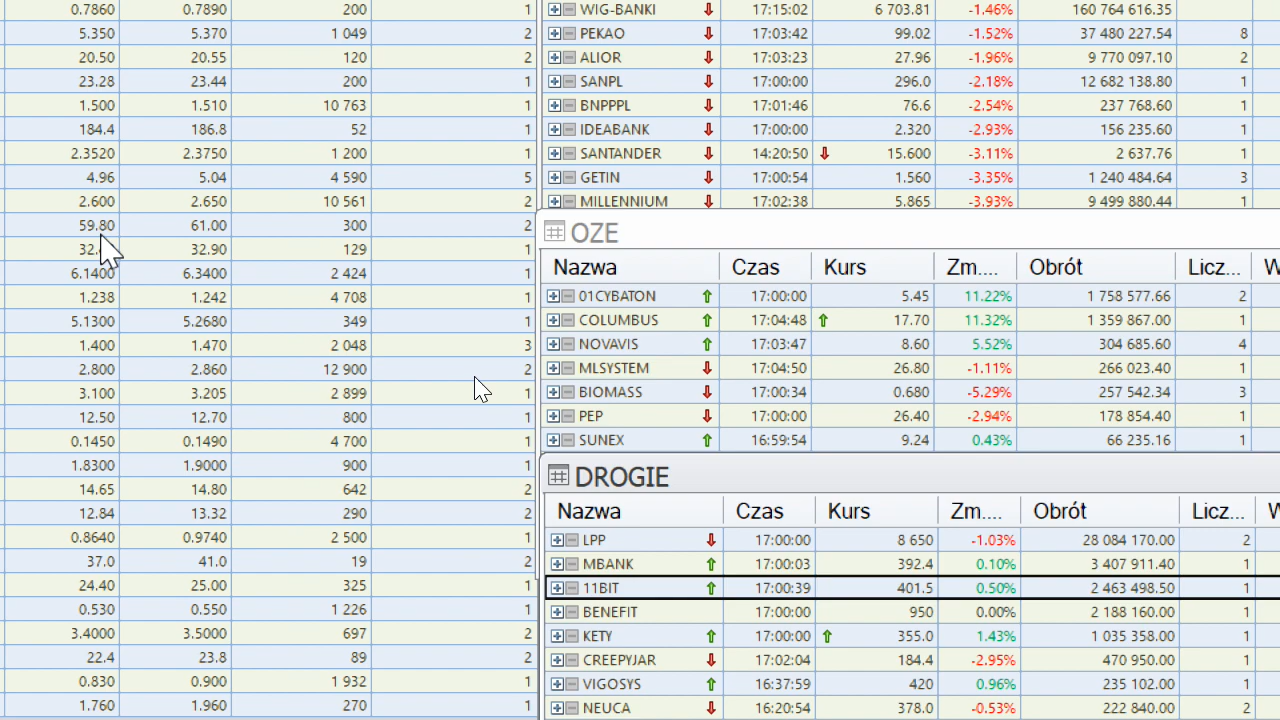 0.7860 0.7890 200 1
5.350 5.370 1 049 2
20.50 20.55 120 2
23.28 23.44 200 1
1.500 1.510 10 763 1
184.4 186.8 52 1
2.3520 2.3750 1 200 1
4.96 5.04 4 590 5
2.600 2.650 10 561 2
59.80 61.00 300 2
32.90 129 1
6.1400 6.3400 2 424 1
1.238 1.242 4 708 1
5.1300 5.2680 349 1
1.400 1.470 2 048 3
2.800 2.860 12 900 2
3.100 3.205 2 899 1
12.50 12.70 800 1
0.1450 0.1490 4 700 1
1.8300 1.9000 900 1
14.65 14.80 642 2
12.84 13.32 290 2
0.8640 0.9740 2 500 1
37.0 41.0 19 2
24.40 25.00 325 1
0.530 0.550 1 226 1
3.4000 3.5000 697 2
22.4 23.8 89 2
0.830 0.900 1 932 1
1.760 1.960 270 1
WIG-BANKI 17:15:02 6 703.81 -1.46% 160 764 616.35
PEKAO 17:03:42 99.02 -1.52% 37 480 227.54 8
ALIOR 17:03:23 27.96 -1.96% 9 770 097.10 2
SANPL 17:00:00 296.0 -2.18% 12 682 138.80 1
BNPPPL 17:01:46 76.6 -2.54% 237 768.60 1
IDEABANK 17:00:00 2.320 -2.93% 156 235.60 1
SANTANDER 14:20:50 15.600 -3.11% 2 637.76 1
GETIN 17:00:54 1.560 -3.35% 1 240 484.64 3
MILLENNIUM 17:02:38 5.865 -3.93% 9 499 880.44 1
OZE
Nazwa Czas Kurs Zm.... Obrót Licz... W
01CYBATON 17:00:00 5.45 11.22% 1 758 577.66 2
COLUMBUS 17:04:48 17.70 11.32% 1 359 867.00 1
NOVAVIS 17:03:47 8.60 5.52% 304 685.60 4
MLSYSTEM 17:04:50 26.80 -1.11% 266 023.40 1
BIOMASS 17:00:34 0.680 -5.29% 257 542.34 3
PEP 17:00:00 26.40 -2.94% 178 854.40 1
SUNEX 16:59:54 9.24 0.43% 66 235.16 1
DROGIE
Nazwa Czas Kurs Zm.... Obrót Licz... W
LPP 17:00:00 8 650 -1.03% 28 084 170.00 2
MBANK 17:00:03 392.4 0.10% 3 407 911.40 1
11BIT 17:00:39 401.5 0.50% 2 463 498.50 1
BENEFIT 17:00:00 950 0.00% 2 188 160.00 1
KETY 17:00:00 355.0 1.43% 1 035 358.00 1
CREEPYJAR 17:02:04 184.4 -2.95% 470 950.00 1
VIGOSYS 16:37:59 420 0.96% 235 102.00 1
NEUCA 16:20:54 378.0 -0.53% 222 840.00 2